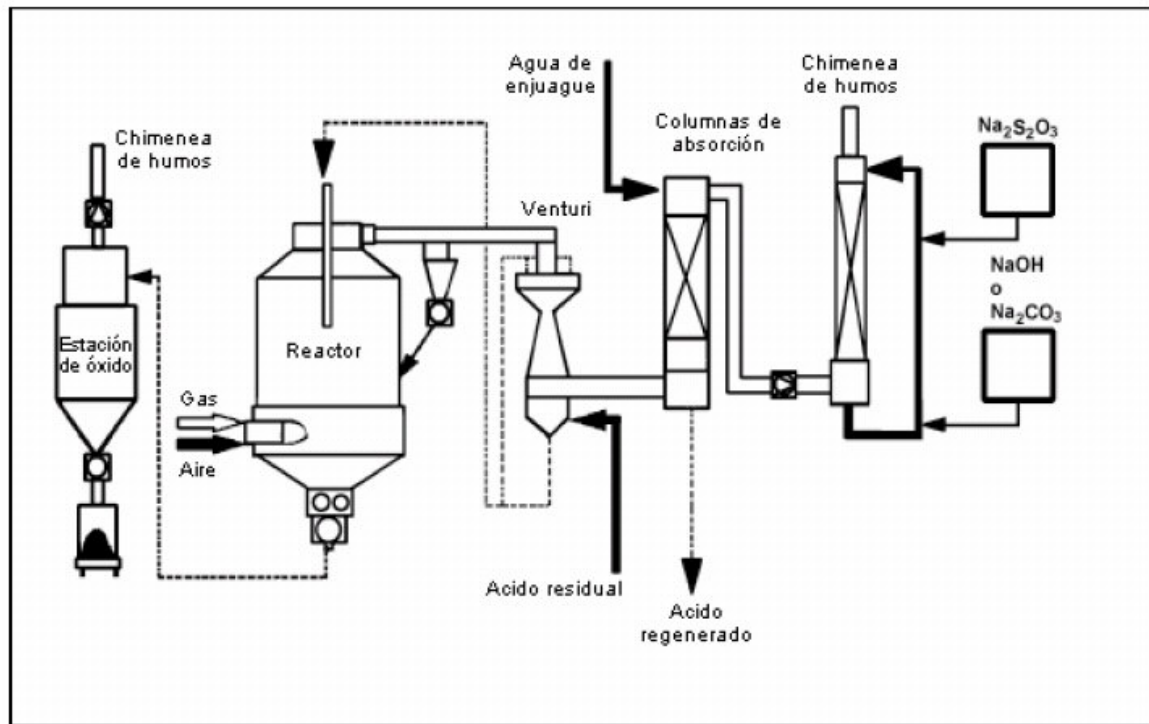 Agua de
enjuague
Chimenea
de humos
Columnas de
absorción
Na2S2O3
Chimenea
de humos
Venturi
NaOH
o
Na2CO3
Estación
de óxido
Reactor
Gas
Aire
Acido residual
Acido
regenerado